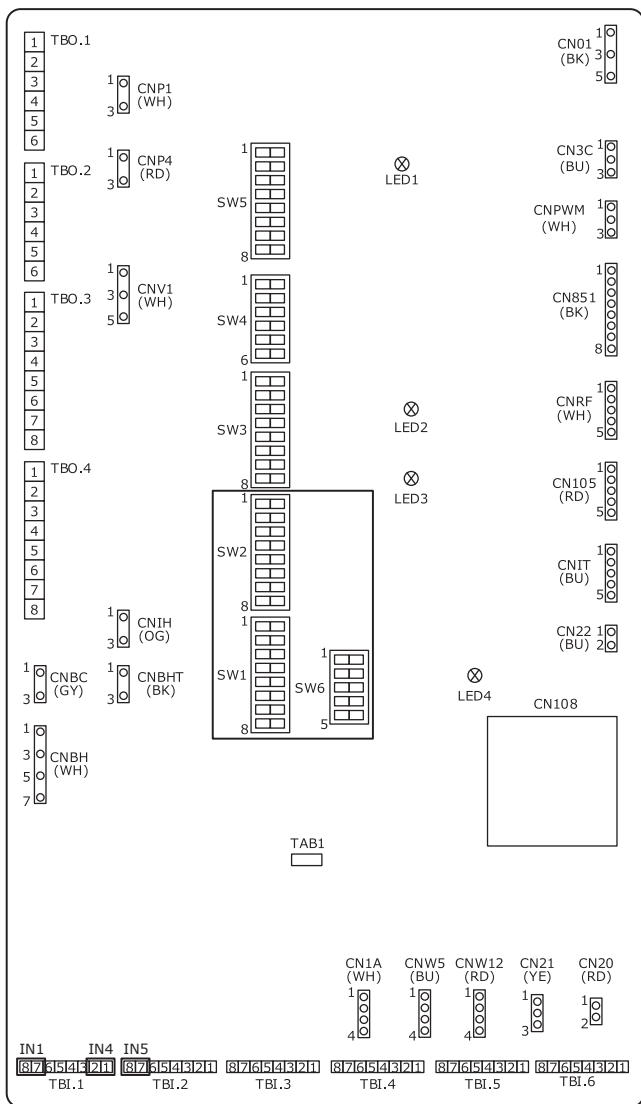 1 TBO.1
2
3
4
5
6
1 CNP1
3 (WH)
1 TBO.2
2
3
4
5
6
1 CNP4
3 (RD)
1 TBO.3
2
3
4
5
6
7
8
1 CNV1
3 (WH)
5
1 TBO.4
2
3
4
5
6
7
8
1 CNIH
3 (OG)
1 CNBC
3 (GY)
1 CNBHT
3 (BK)
1 CNBH
3 (WH)
5
7
1
SW5
8
1
SW4
6
1
SW3
8
1
SW2
8
1
SW1
8
1
SW6
5
LED1
LED2
LED3
LED4
CN01 1
(BK) 3
5
CN3C 1
(BU) 3
CNPWM 1
(WH) 3
1
CN851
(BK)
8
CNRF 1
(WH)
5
1
CN105
(RD)
5
1
CNIT
(BU)
5
CN22 1
(BU) 2
CN108
TAB1
CN1A
(WH)
1
4
CNW5
(BU)
1
4
CNW12
(RD)
1
4
CN21
(YE)
1
3
CN20
(RD)
1
2
IN1 IN4 IN5
87654321 87654321 87654321 87654321 87654321 87654321
TBI.1 TBI.2 TBI.3 TBI.4 TBI.5 TBI.6